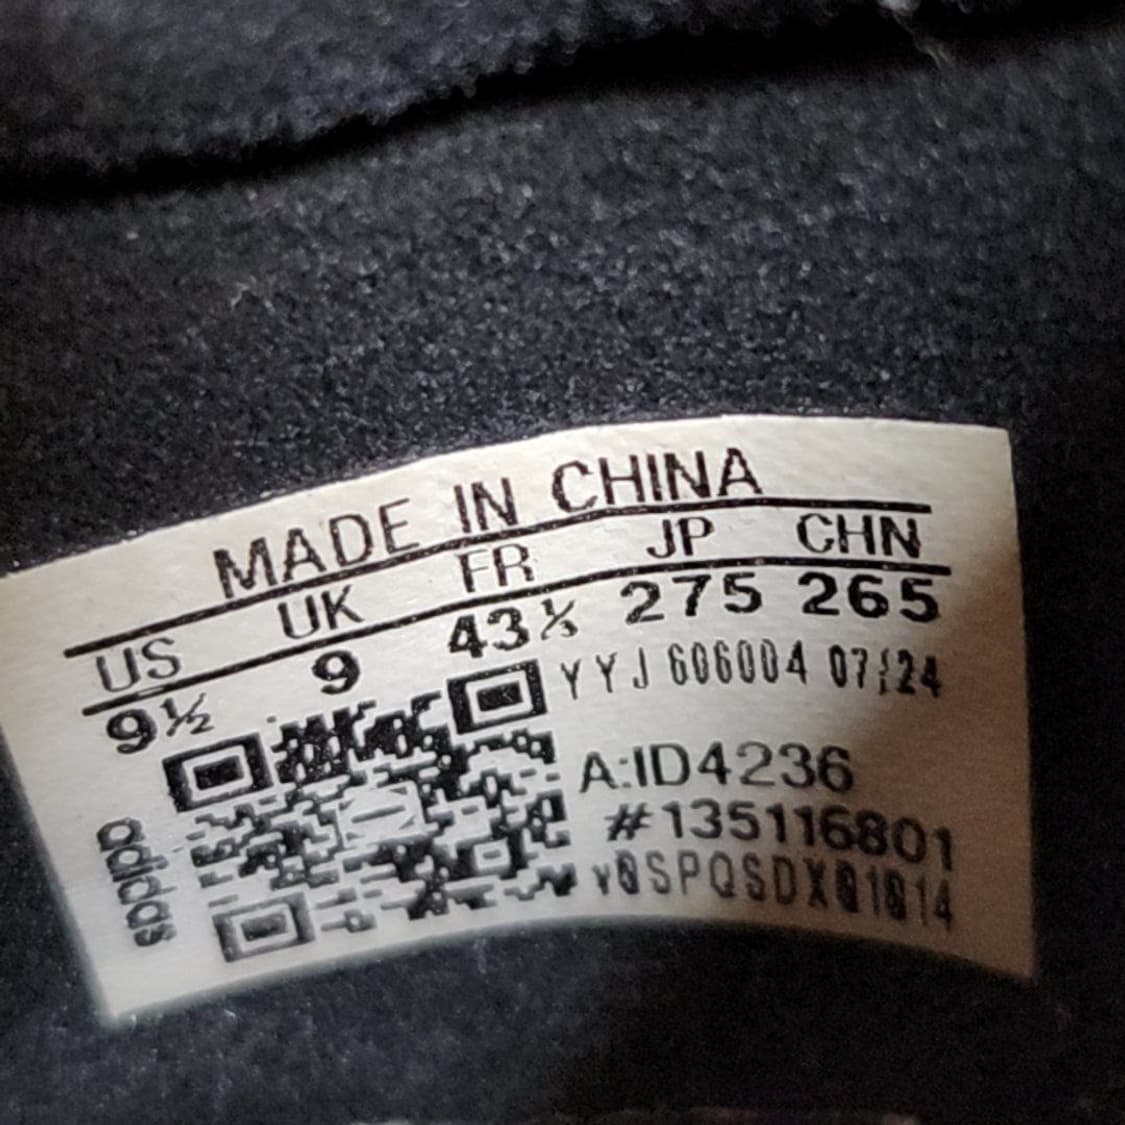 MADE IN CHINA
US UK FR JP CHN
9½ 9 43⅓ 275 265
YYJ 606004 07/24
A:ID4236
#135116801
adidas